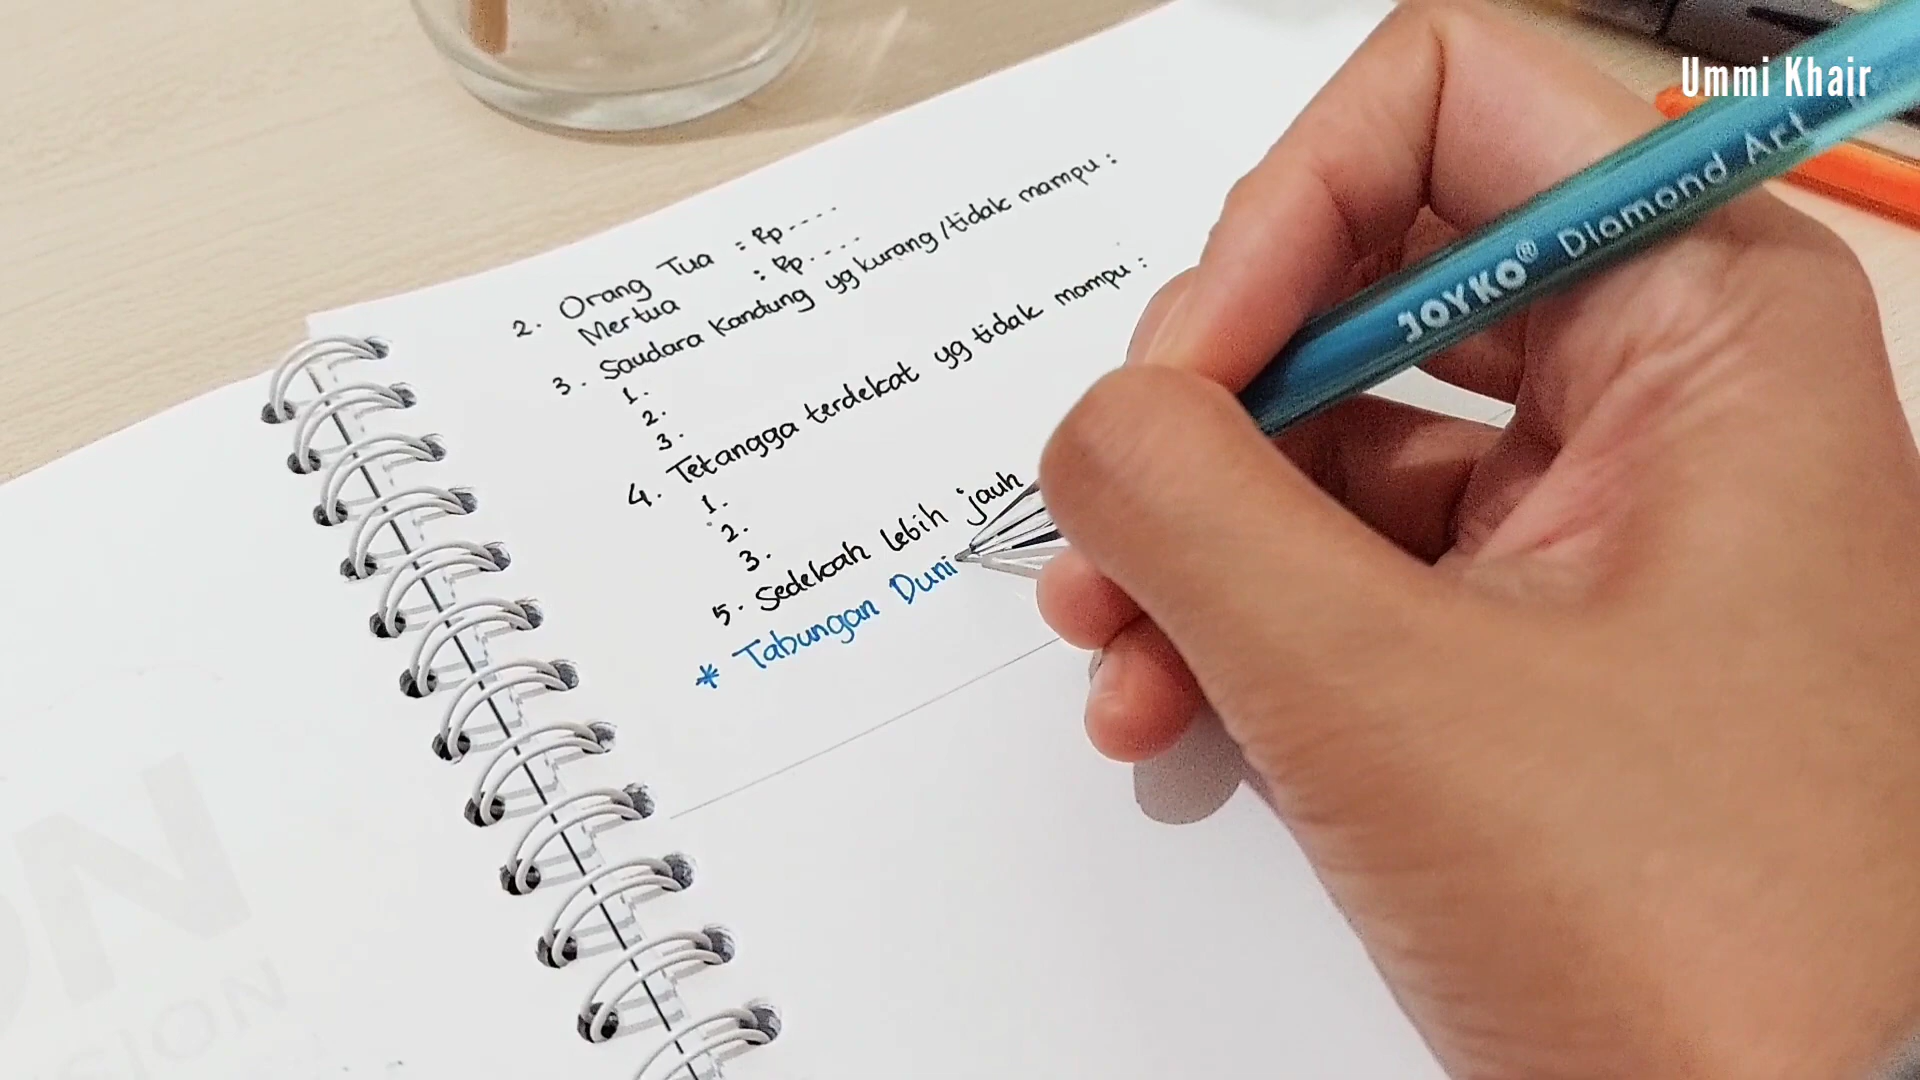 Ummi Khair
JOYKO® Diamond Art
2. Orang Tua : Rp.----
Mertua : Rp....
3. Saudara Kandung yg kurang/tidak mampu :
1.
2.
3.
4. Tetangga terdekat yg tidak mampu :
1.
2.
3.
5. Sedekah lebih jauh
* Tabungan Duni